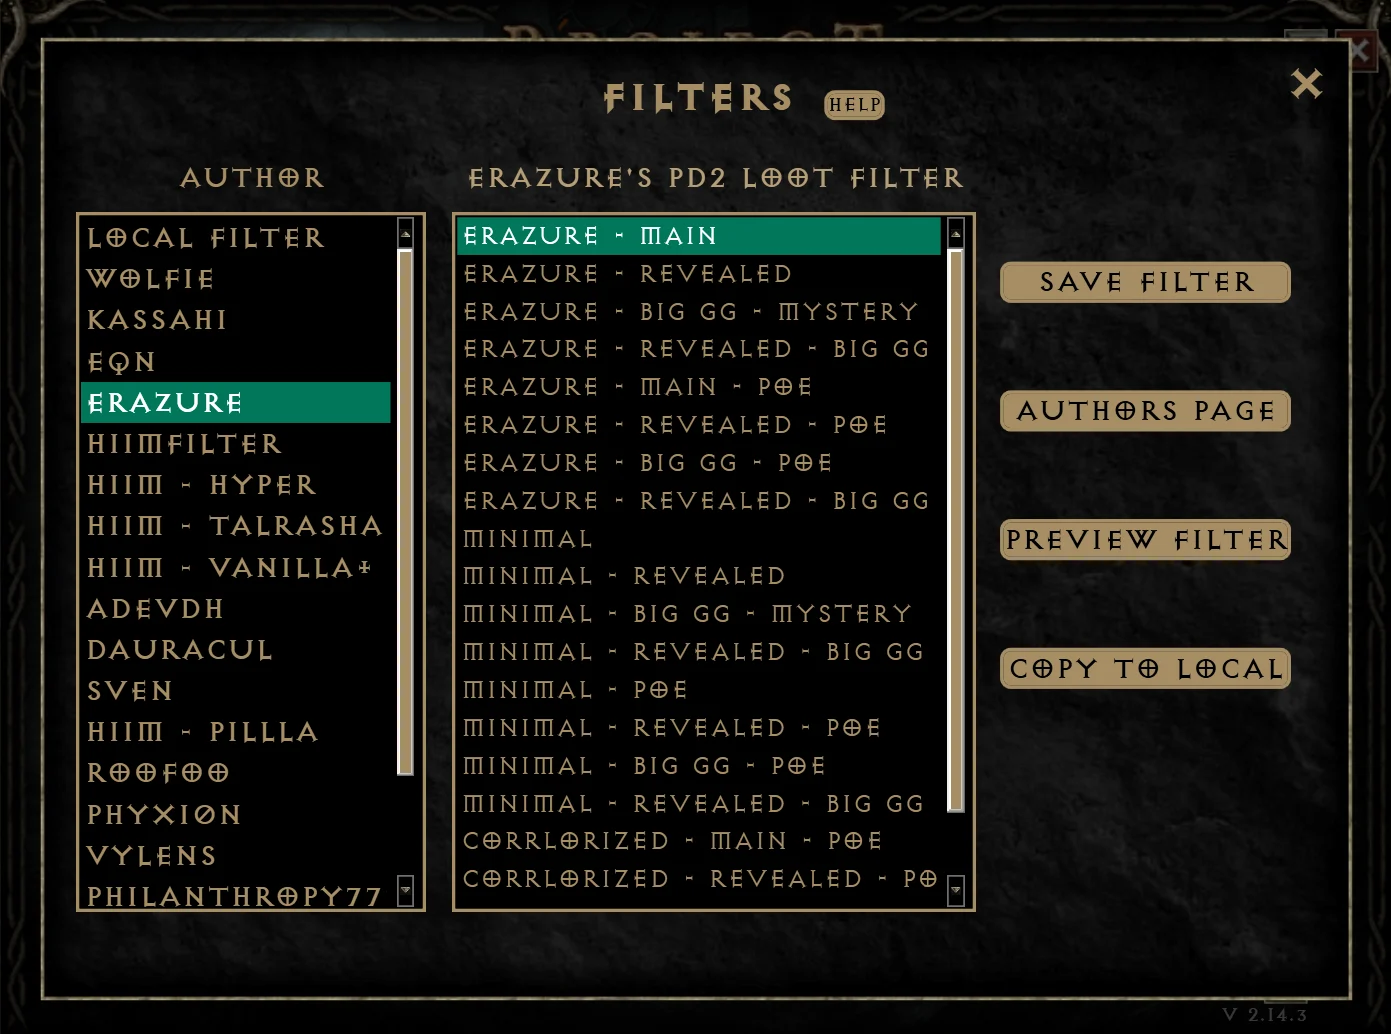 PROJECT
FILTERS
HELP
AUTHOR
LOCAL FILTER
WOLFIE
KASSAHI
EQN
ERAZURE
HIIMFILTER
HIIM - HYPER
HIIM - TALRASHA
HIIM - VANILLA+
ADEVDH
DAURACUL
SVEN
HIIM - PILLLA
ROOFOO
PHYXION
VYLENS
PHILANTHROPY77
ERAZURE'S PD2 LOOT FILTER
ERAZURE - MAIN
ERAZURE - REVEALED
ERAZURE - BIG GG - MYSTERY
ERAZURE - REVEALED - BIG GG
ERAZURE - MAIN - POE
ERAZURE - REVEALED - POE
ERAZURE - BIG GG - POE
ERAZURE - REVEALED - BIG GG
MINIMAL
MINIMAL - REVEALED
MINIMAL - BIG GG - MYSTERY
MINIMAL - REVEALED - BIG GG
MINIMAL - POE
MINIMAL - REVEALED - POE
MINIMAL - BIG GG - POE
MINIMAL - REVEALED - BIG GG
CORRLORIZED - MAIN - POE
CORRLORIZED - REVEALED - PO
SAVE FILTER
AUTHORS PAGE
PREVIEW FILTER
COPY TO LOCAL
V 2.14.3